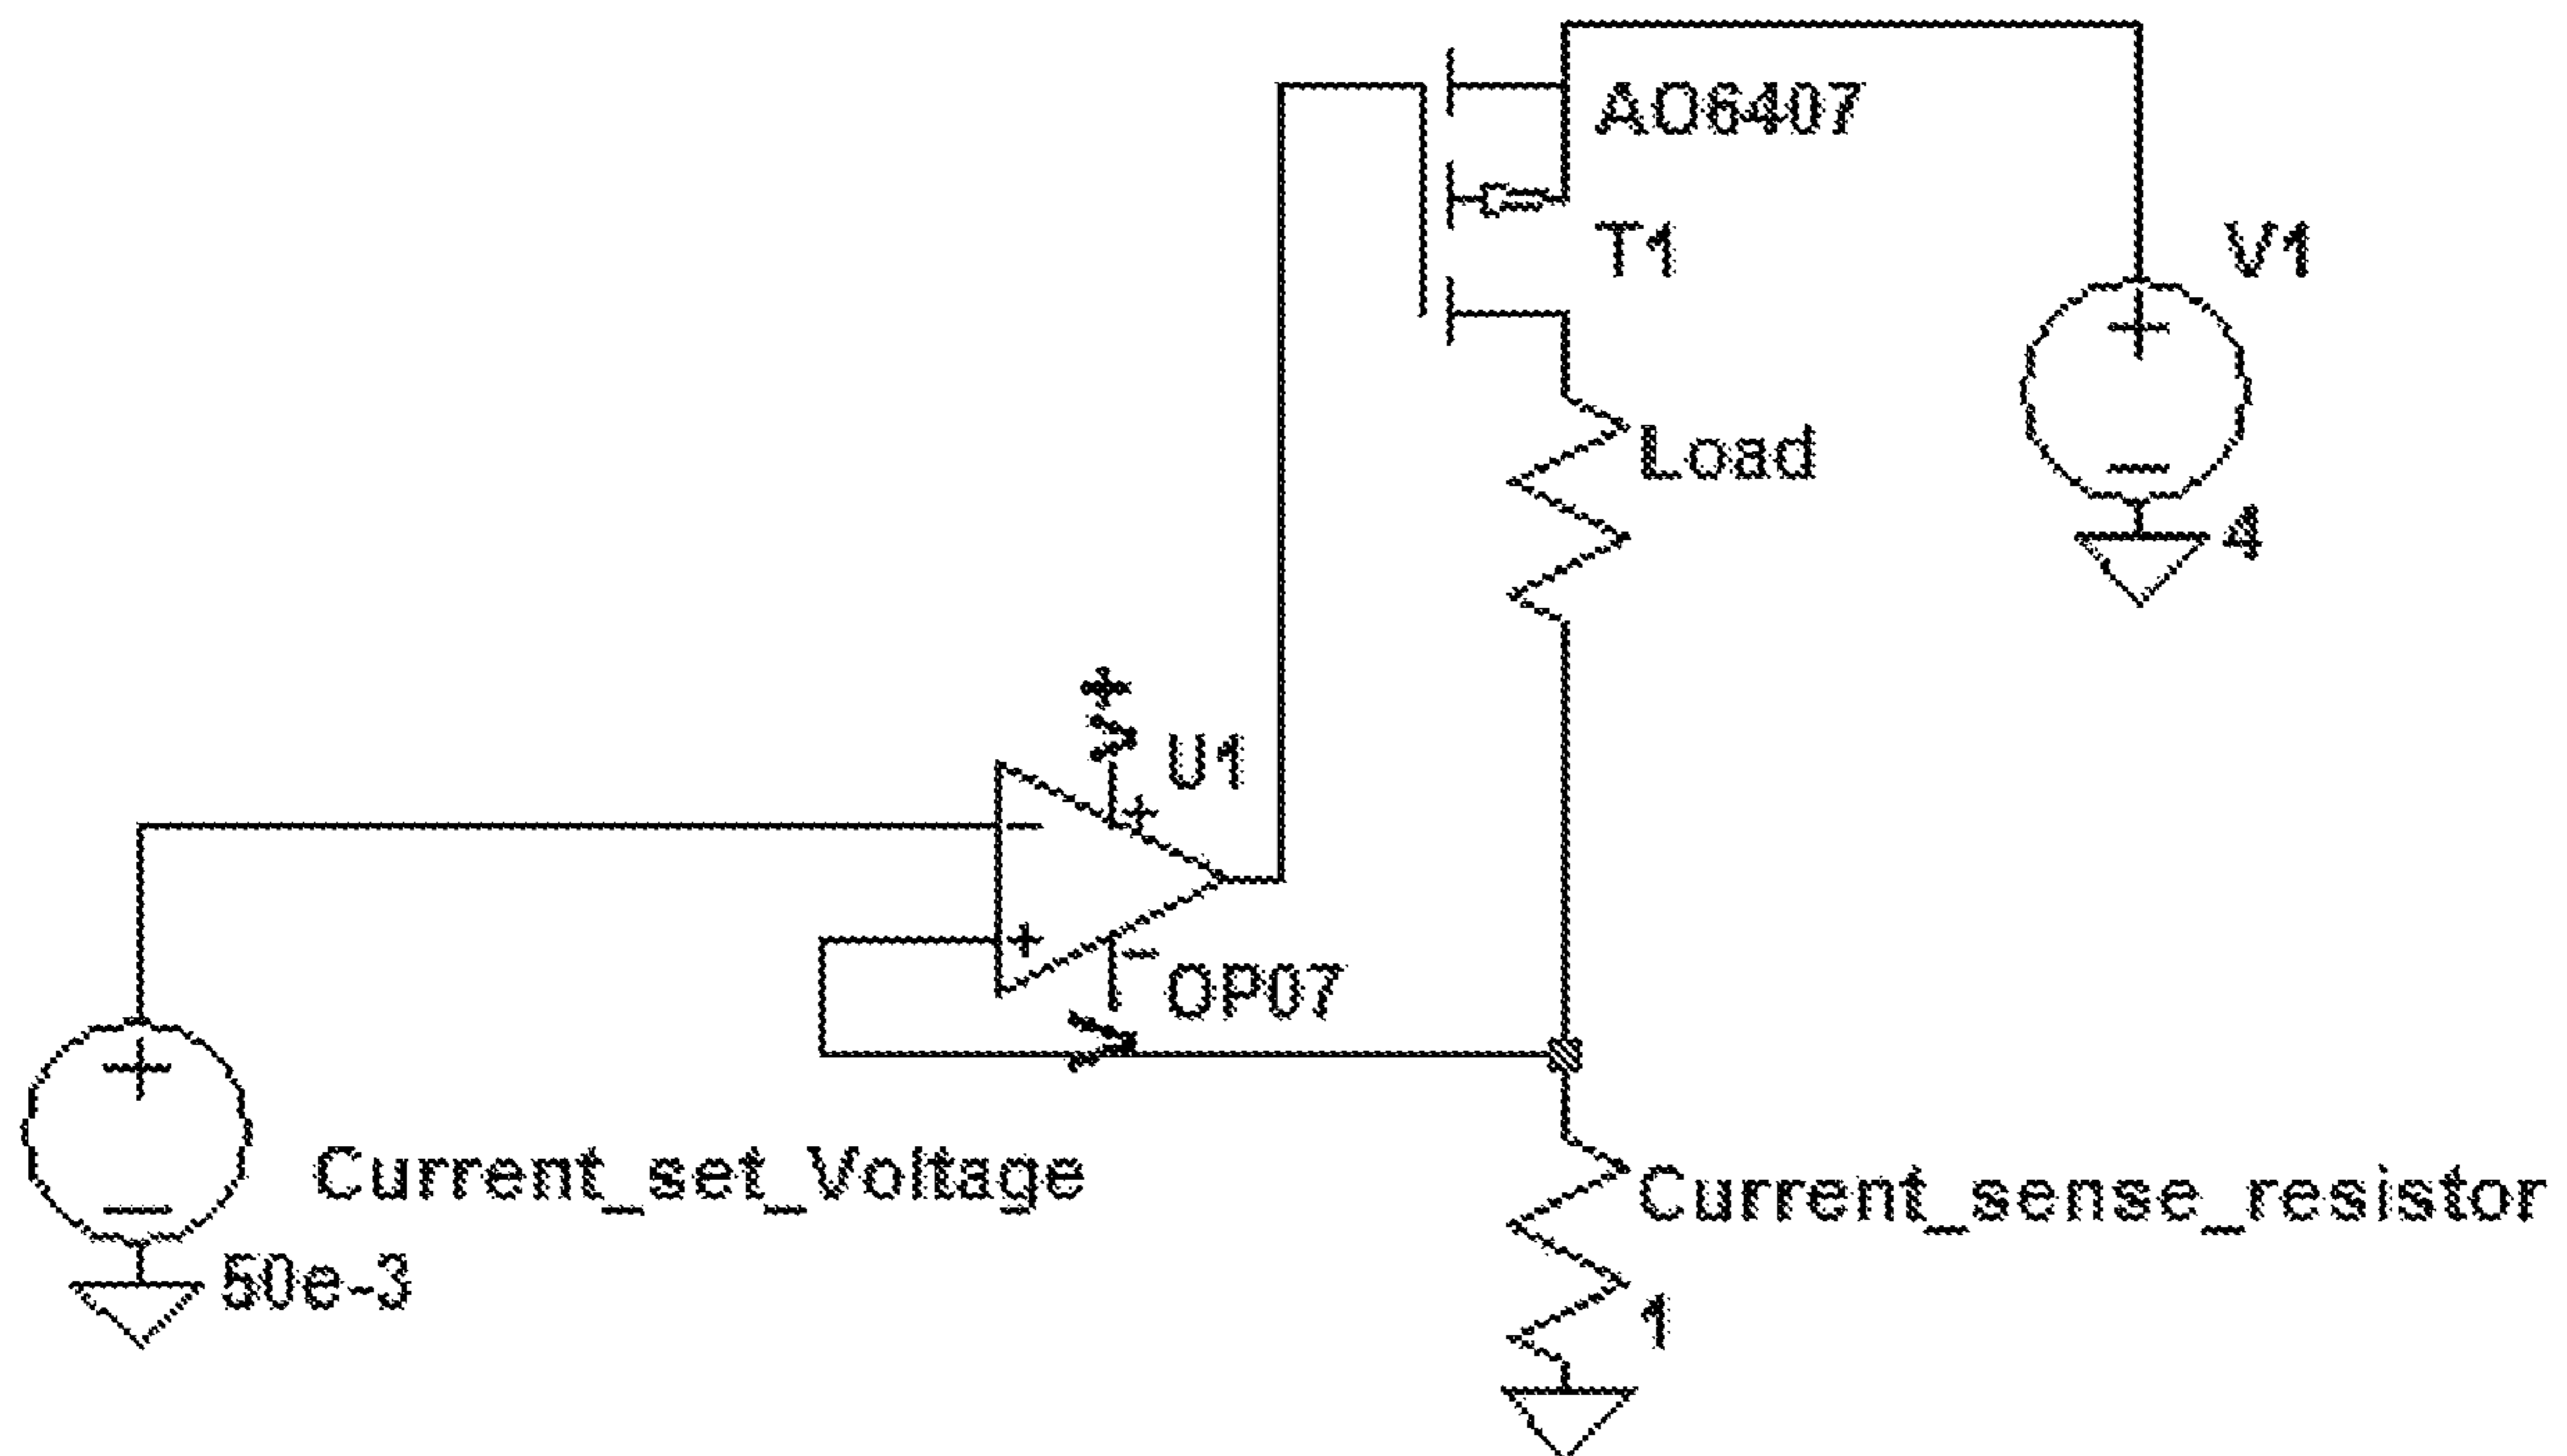 AO6407
T1
V1
+
-
4
Load
V+
U1
+
-
+
-
OP07
V-
+
-
Current_set_Voltage
50e-3
Current_sense_resistor
1